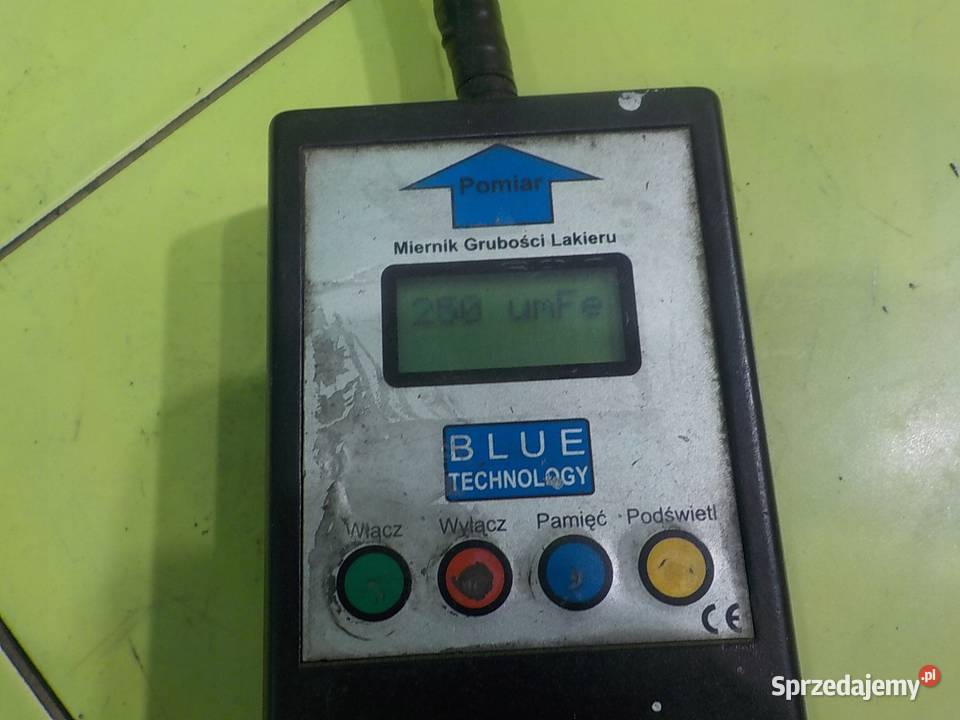 Pomiar
Miernik Grubości Lakieru
250 umFe
BLUE
TECHNOLOGY
Włącz Wyłącz Pamięć Podświetl
CE
Sprzedajemy.pl